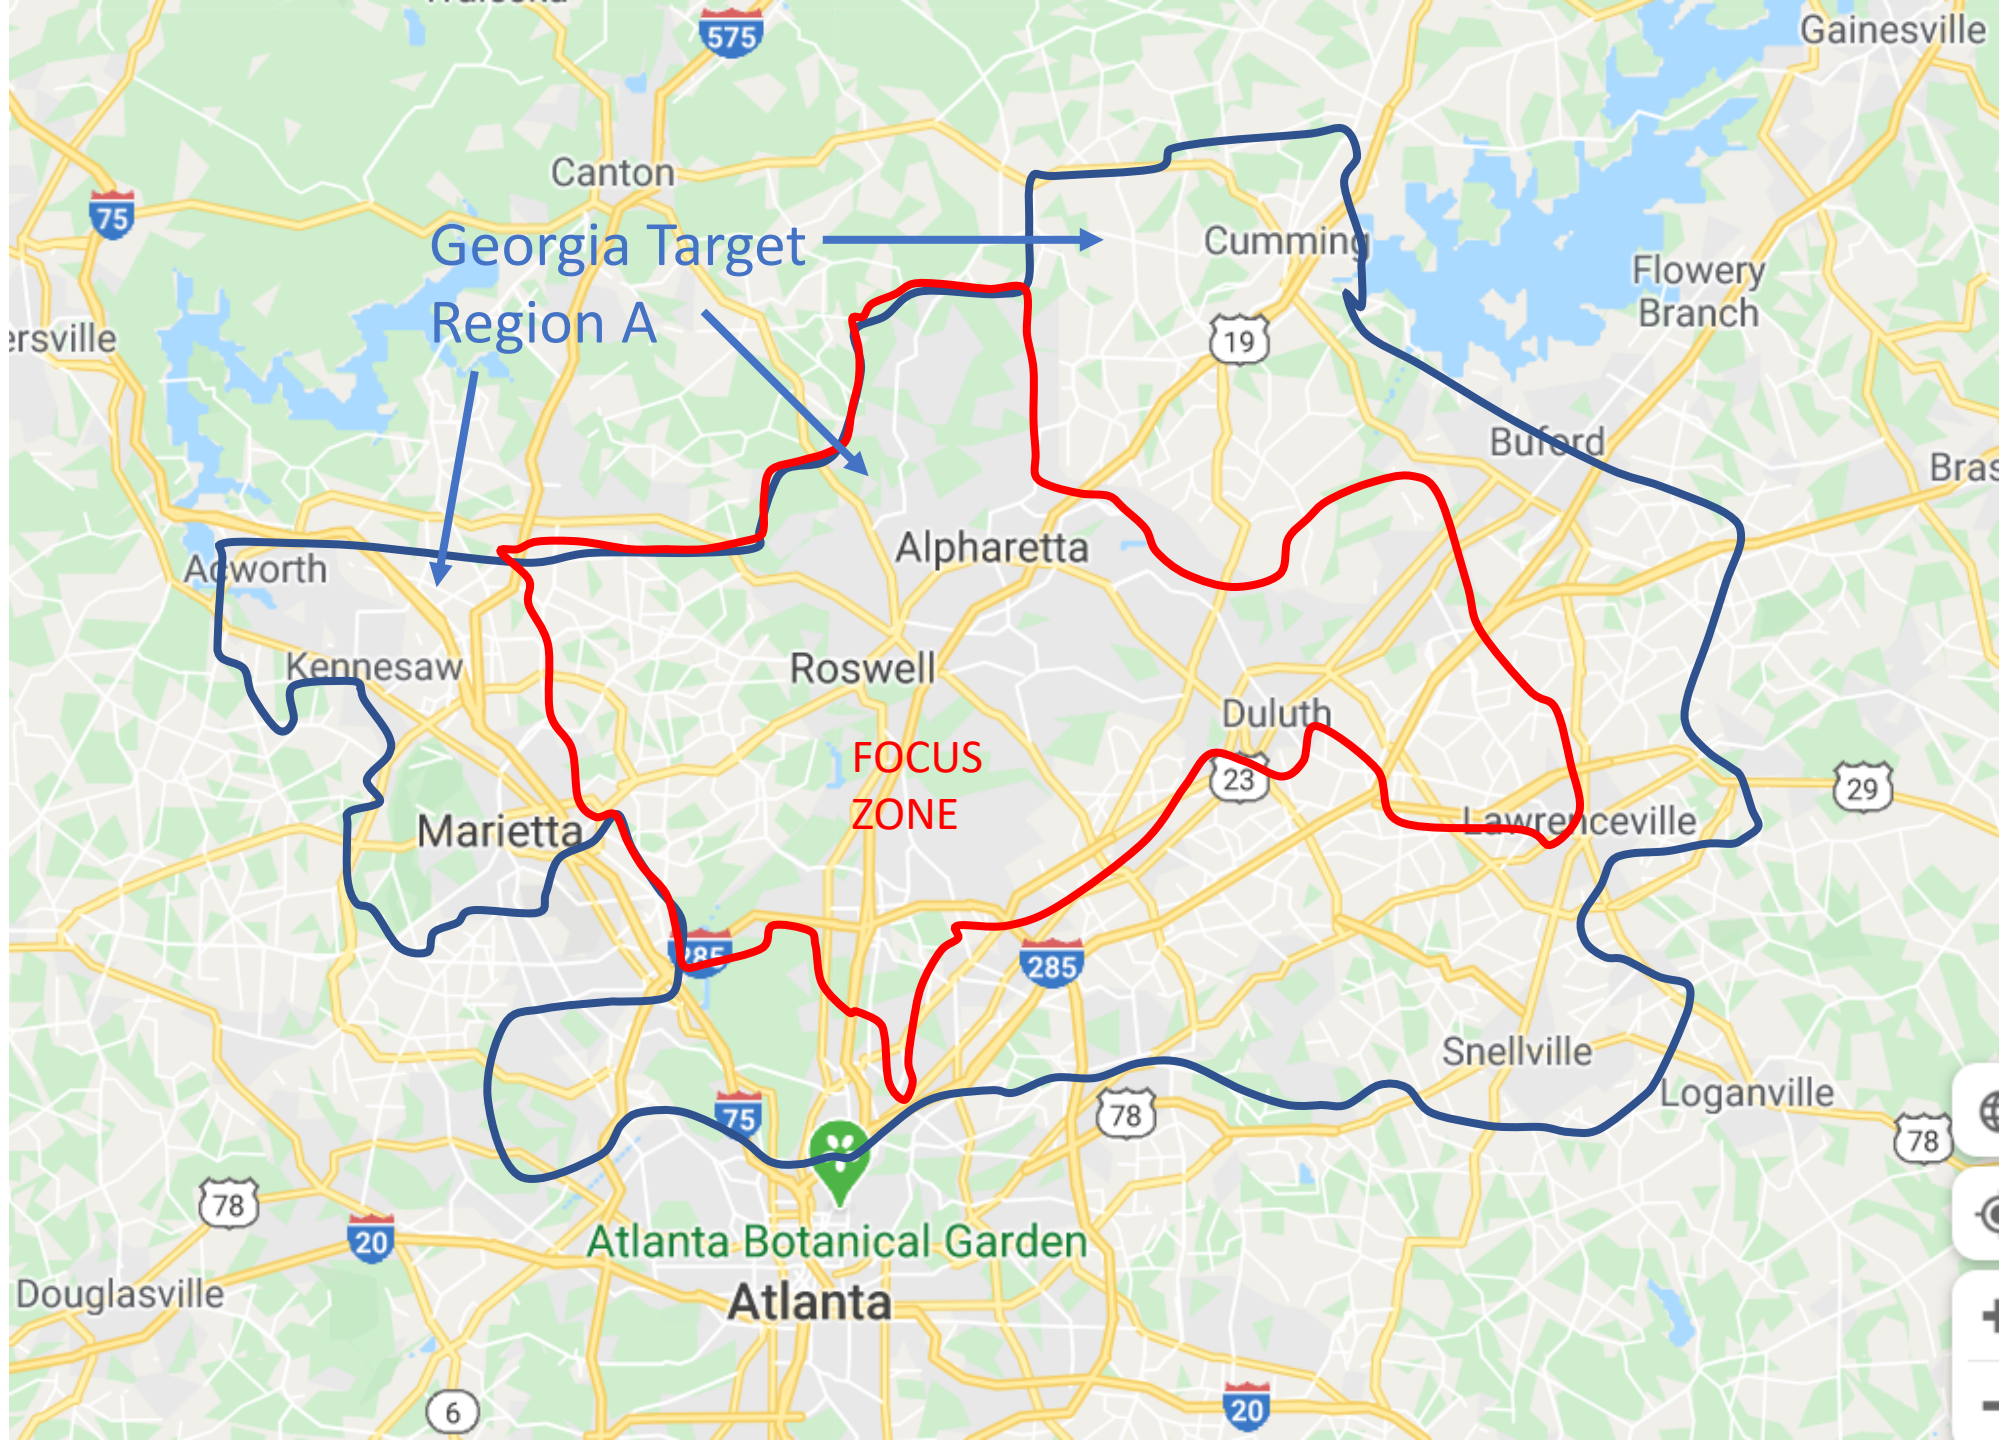 575
Gainesville
Canton
75
Georgia Target
Region A
Cumming
Flowery
Branch
ersville
19
Buford
Bras
Acworth
Alpharetta
Kennesaw
Roswell
Duluth
FOCUS
ZONE
23
29
Marietta
Lawrenceville
285
285
Snellville
Loganville
75
78
78
78
20
Atlanta Botanical Garden
Douglasville
Atlanta
6
20